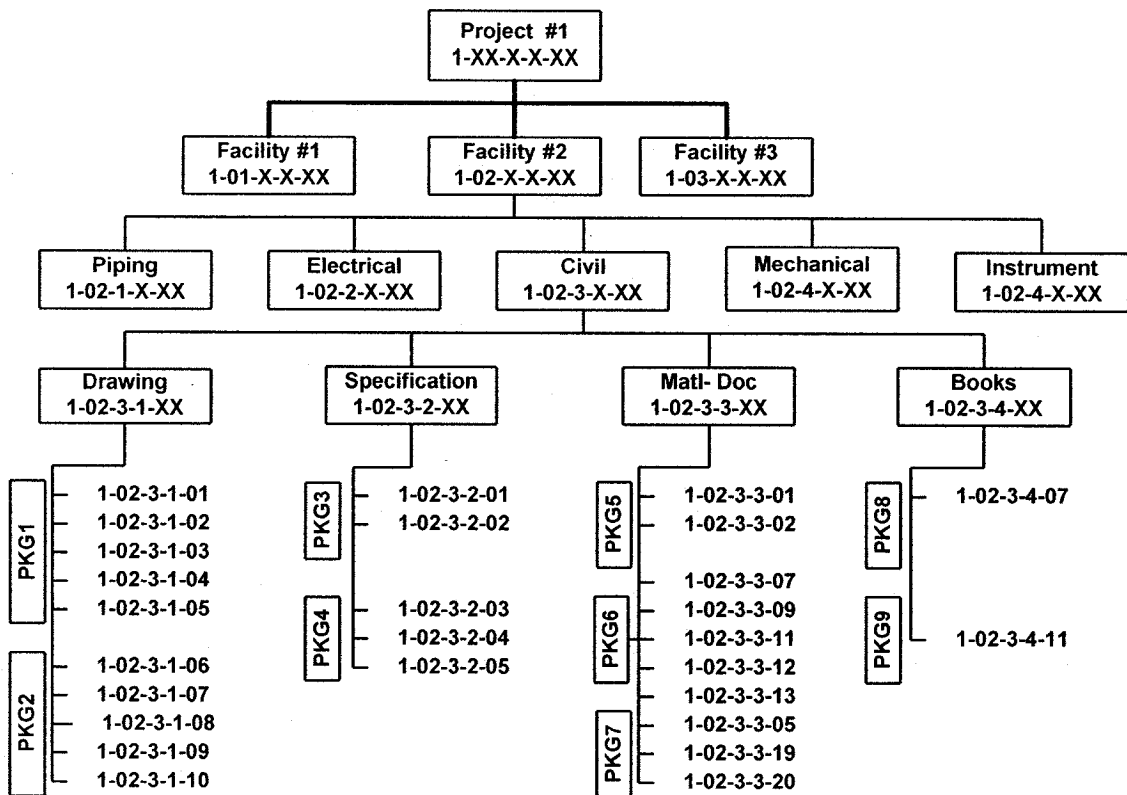 Project #1
1-XX-X-X-XX
Facility #1
1-01-X-X-XX
Facility #2
1-02-X-X-XX
Facility #3
1-03-X-X-XX
Piping
1-02-1-X-XX
Electrical
1-02-2-X-XX
Civil
1-02-3-X-XX
Mechanical
1-02-4-X-XX
Instrument
1-02-4-X-XX
Drawing
1-02-3-1-XX
Specification
1-02-3-2-XX
Matl- Doc
1-02-3-3-XX
Books
1-02-3-4-XX
PKG1
1-02-3-1-01
1-02-3-1-02
1-02-3-1-03
1-02-3-1-04
1-02-3-1-05
PKG2
1-02-3-1-06
1-02-3-1-07
1-02-3-1-08
1-02-3-1-09
1-02-3-1-10
PKG3
1-02-3-2-01
1-02-3-2-02
PKG4
1-02-3-2-03
1-02-3-2-04
1-02-3-2-05
PKG5
1-02-3-3-01
1-02-3-3-02
PKG6
1-02-3-3-07
1-02-3-3-09
1-02-3-3-11
1-02-3-3-12
1-02-3-3-13
PKG7
1-02-3-3-05
1-02-3-3-19
1-02-3-3-20
PKG8
1-02-3-4-07
PKG9
1-02-3-4-11